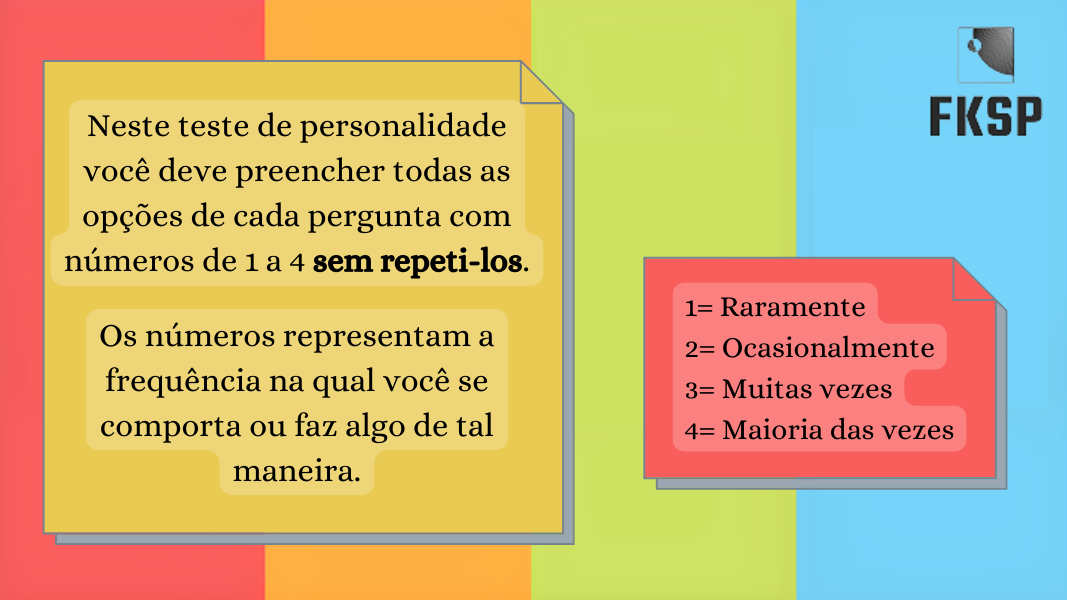 FKSP
Neste teste de personalidade
você deve preencher todas as
opções de cada pergunta com
números de 1 a 4 sem repeti-los.
Os números representam a
frequência na qual você se
comporta ou faz algo de tal
maneira.
1= Raramente
2= Ocasionalmente
3= Muitas vezes
4= Maioria das vezes